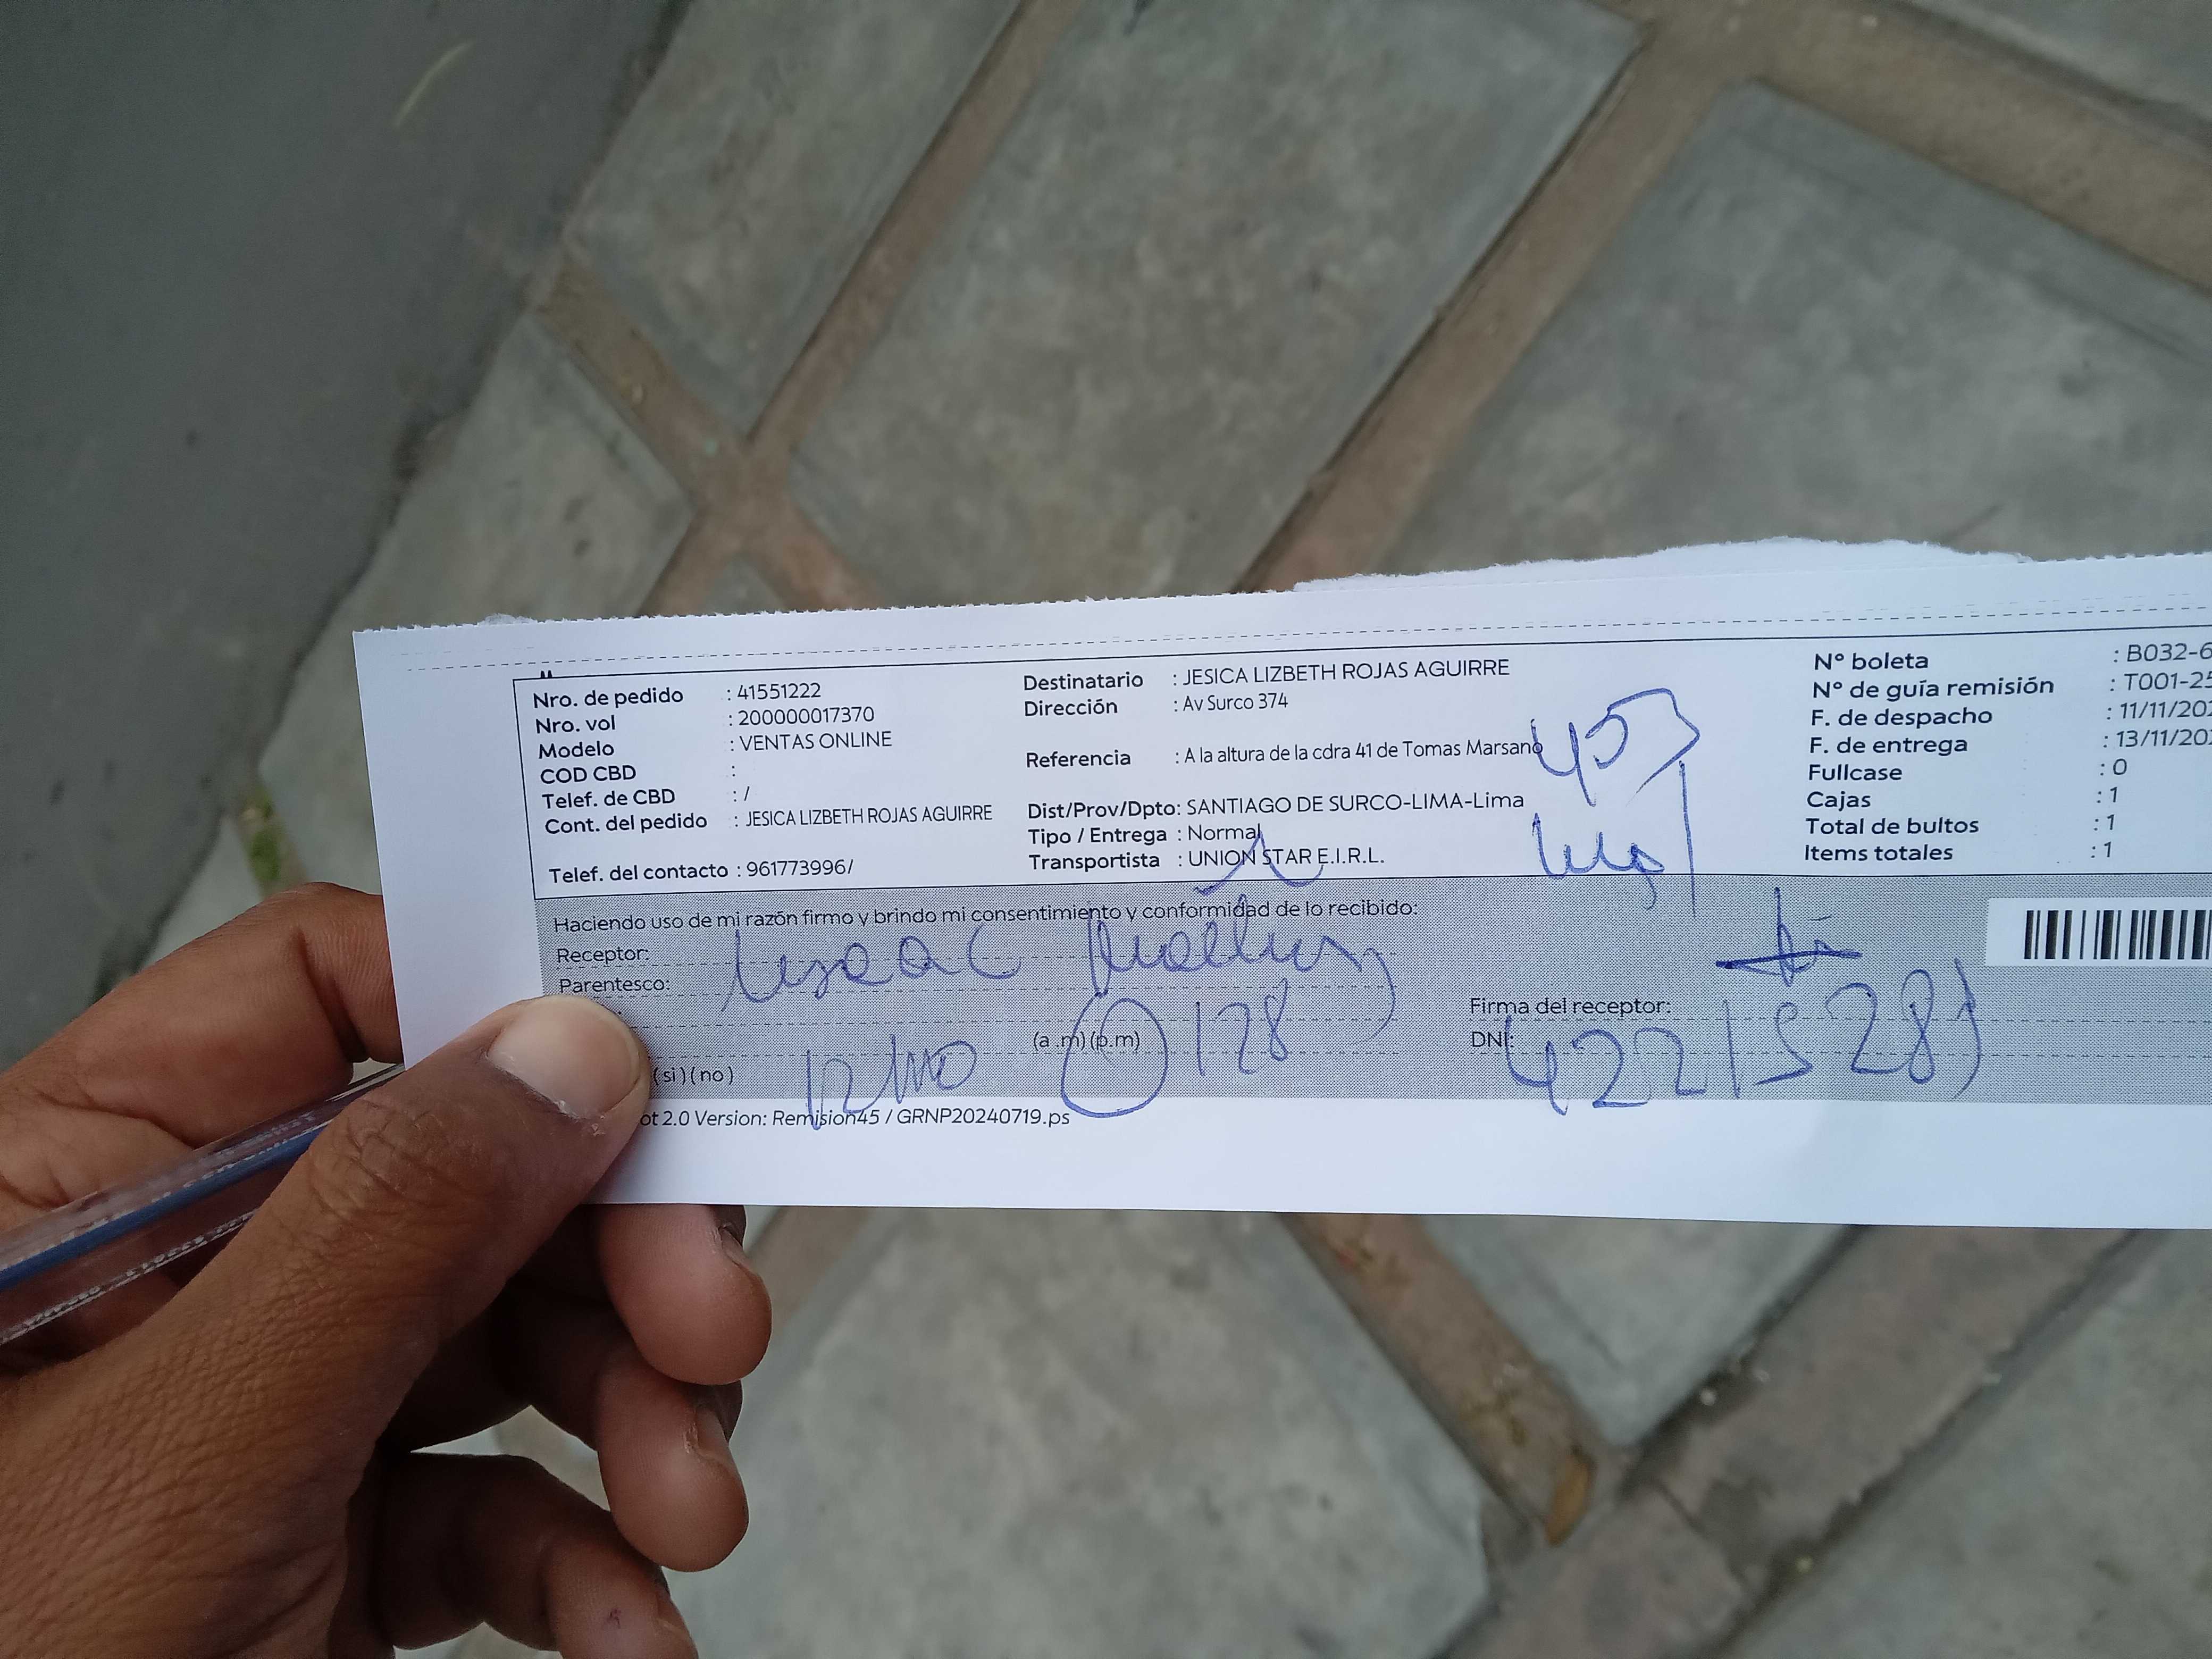 Nro. de pedido : 41551222
Nro. vol : 200000017370
Modelo : VENTAS ONLINE
COD CBD :
Telef. de CBD : /
Cont. del pedido : JESICA LIZBETH ROJAS AGUIRRE
Telef. del contacto : 961773996/
Destinatario : JESICA LIZBETH ROJAS AGUIRRE
Dirección : Av Surco 374
Referencia : A la altura de la cdra 41 de Tomas Marsano
Dist/Prov/Dpto: SANTIAGO DE SURCO-LIMA-Lima
Tipo / Entrega : Normal
Transportista : UNION STAR E.I.R.L.
N° boleta : B032-6
N° de guía remisión : T001-25
F. de despacho : 11/11/202
F. de entrega : 13/11/202
Fullcase : 0
Cajas : 1
Total de bultos : 1
Items totales : 1
Haciendo uso de mi razón firmo y brindo mi consentimiento y conformidad de lo recibido:
Receptor:
Parentesco:
(a .m) (p.m) 128
(si) (no)
Firma del receptor:
DNI:
ot 2.0 Version: Remision45 / GRNP20240719.ps